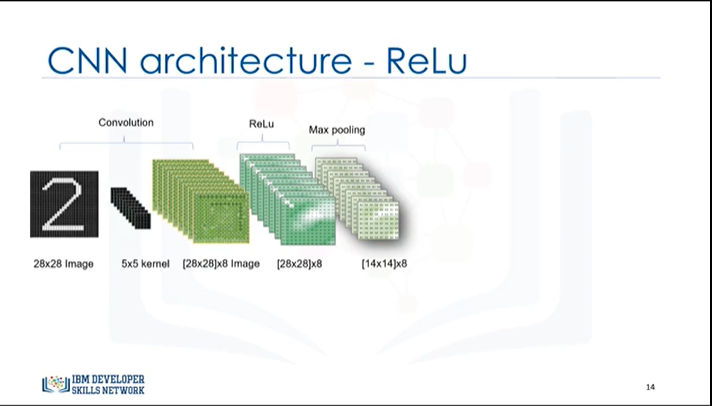 CNN architecture - ReLu
Convolution
ReLu
Max pooling
2
28x28 Image
5x5 kernel
[28x28]x8 Image
[28x28]x8
[14x14]x8
IBM DEVELOPER
SKILLS NETWORK
14